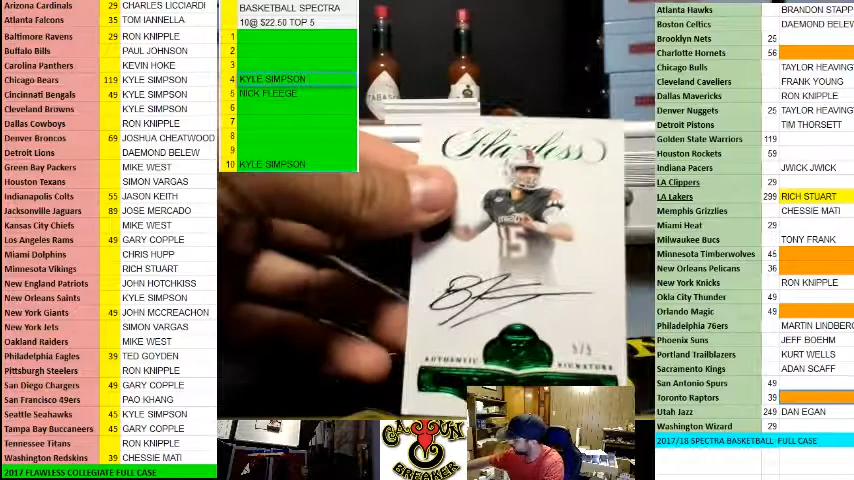 Arizona Cardinals 29 CHARLES LICCIARDI
Atlanta Falcons 35 TOM IANNELLA
Baltimore Ravens 29 RON KNIPPLE
Buffalo Bills PAUL JOHNSON
Carolina Panthers KEVIN HOKE
Chicago Bears 119 KYLE SIMPSON
Cincinnati Bengals 49 KYLE SIMPSON
Cleveland Browns KYLE SIMPSON
Dallas Cowboys RON KNIPPLE
Denver Broncos 69 JOSHUA CHEATWOOD
Detroit Lions DAEMOND BELEW
Green Bay Packers MIKE WEST
Houston Texans SIMON VARGAS
Indianapolis Colts 55 JASON KEITH
Jacksonville Jaguars 89 JOSE MERCADO
Kansas City Chiefs MIKE WEST
Los Angeles Rams 49 GARY COPPLE
Miami Dolphins CHRIS HUPP
Minnesota Vikings RICH STUART
New England Patriots JOHN HOTCHKISS
New Orleans Saints KYLE SIMPSON
New York Giants 49 JOHN MCCREACHON
New York Jets SIMON VARGAS
Oakland Raiders MIKE WEST
Philadelphia Eagles 39 TED GOYDEN
Pittsburgh Steelers RON KNIPPLE
San Diego Chargers 49 GARY COPPLE
San Francisco 49ers PAO KHANG
Seattle Seahawks 45 KYLE SIMPSON
Tampa Bay Buccaneers 45 GARY COPPLE
Tennessee Titans RON KNIPPLE
Washington Redskins 39 CHESSIE MATI
2017 FLAWLESS COLLEGIATE FULL CASE
BASKETBALL SPECTRA
10@ $22.50 TOP 5
1
2
3
4 KYLE SIMPSON
5 NICK FLEEGE
6
7
8
9
10 KYLE SIMPSON
TABASCO
Flawless
15
5/5
AUTHENTIC SIGNATURE
CAJUN
BREAKER
Atlanta Hawks BRANDON STAPP
Boston Celtics DAEMOND BELEW
Brooklyn Nets 25
Charlotte Hornets 56
Chicago Bulls TAYLOR HEAVING
Cleveland Caveliers FRANK YOUNG
Dallas Mavericks RON KNIPPLE
Denver Nuggets 25 TAYLOR HEAVING
Detroit Pistons TIM THORSETT
Golden State Warriors 119
Houston Rockets 59
Indiana Pacers JWICK JWICK
LA Clippers 29
LA Lakers 299 RICH STUART
Memphis Grizzlies CHESSIE MATI
Miami Heat 29
Milwaukee Bucs TONY FRANK
Minnesota Timberwolves 45
New Orleans Pelicans 36
New York Knicks RON KNIPPLE
Okla City Thunder 49
Orlando Magic 49
Philadelphia 76ers MARTIN LINDBERG
Phoenix Suns JEFF BOEHM
Portland Trailblazers KURT WELLS
Sacramento Kings ADAN SCAFF
San Antonio Spurs 49
Toronto Raptors 39
Utah Jazz 249 DAN EGAN
Washington Wizard 29
2017/18 SPECTRA BASKETBALL FULL CASE